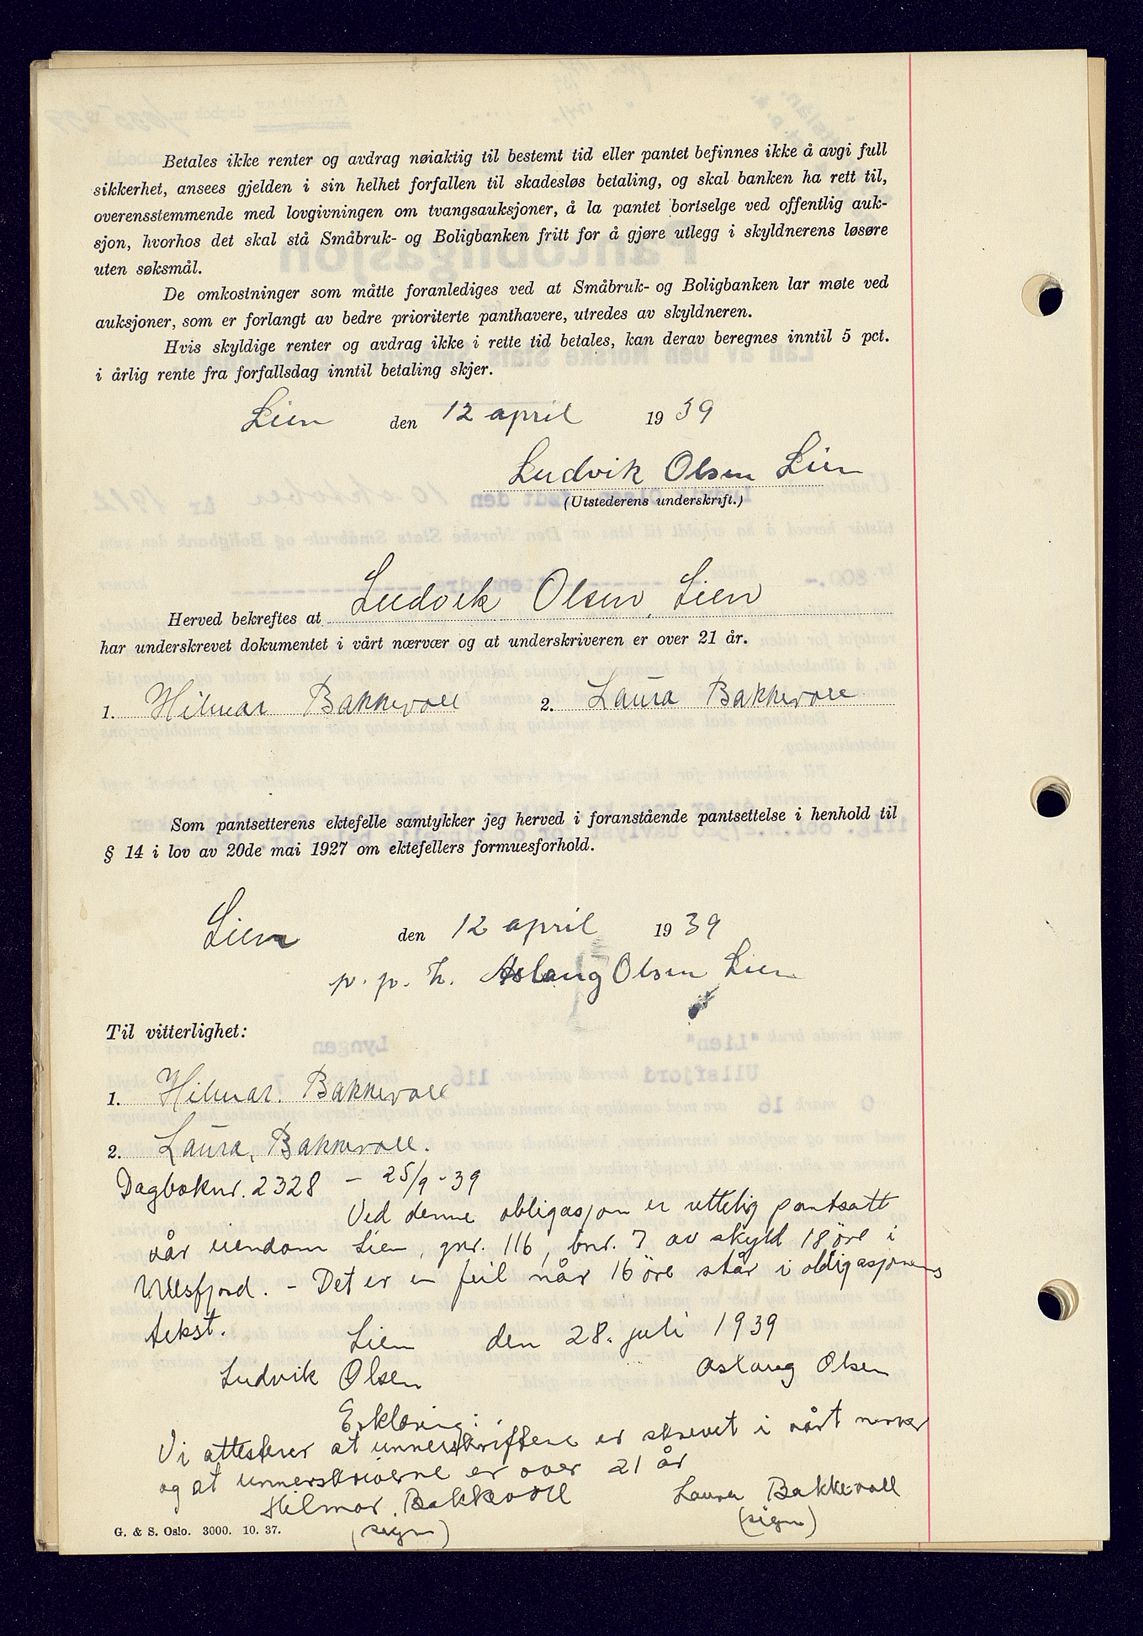 Betales ikke renter og avdrag nøiaktig til bestemt tid eller pantet befinnes ikke å avgi full
sikkerhet, ansees gjelden i sin helhet forfallen til skadesløs betaling, og skal banken ha rett til,
overensstemmende med lovgivningen om tvangsauksjoner, å la pantet bortselge ved offentlig auk-
sjon, hvorhos det skal stå Småbruk- og Boligbanken fritt for å gjøre utlegg i skyldnerens løsøre
uten søksmål.
De omkostninger som måtte foranlediges ved at Småbruk- og Boligbanken lar møte ved
auksjoner, som er forlangt av bedre prioriterte panthavere, utredes av skyldneren.
Hvis skyldige renter og avdrag ikke i rette tid betales, kan derav beregnes inntil 5 pct.
i årlig rente fra forfallsdag inntil betaling skjer.
Lien den 12 april 1939
Ludvik Olsen Lien
(Utstederens underskrift.)
Herved bekreftes at Ludvik Olsen, Lien
har underskrevet dokumentet i vårt nærvær og at underskriveren er over 21 år.
1. Hilmar Bakkevoll 2. Laura Bakkevoll
Som pantsetterens ektefelle samtykker jeg herved i foranstående pantsettelse i henhold til
§ 14 i lov av 20de mai 1927 om ektefellers formuesforhold.
Lien den 12 april 1939
p. p. h. Aslaug Olsen Lien
Til vitterlighet:
1. Hilmar. Bakkevoll
2. Laura, Bakkevoll.
Dagboknr. 2328 - 25/9-39
Ved denne obligasjon er rettelig pantsatt
vår eiendom Lien, gnr. 116, bnr. 7 av skyld 18 øre i
Ullsfjord. - Det er en feil når 16 øre står i obligasjonens
tekst.
Lien den 28. juli 1939
Ludvik Olsen Aslaug Olsen
Erklæring:
Vi attesterer at unnerskriftene er skrevet i vårt nærvær
og at unnerskriverne er over 21 år
Hilmar. Bakkevoll Laura Bakkevoll
(sign) (sign)
G. & S. Oslo. 3000. 10. 37.